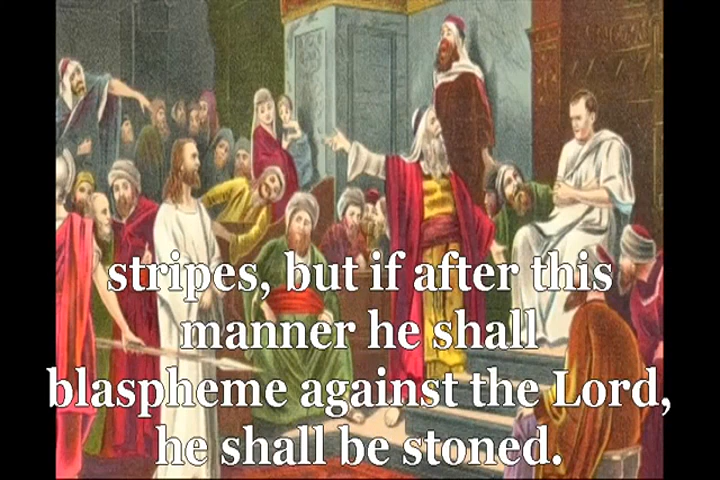 stripes, but if after this
manner he shall
blaspheme against the Lord,
he shall be stoned.